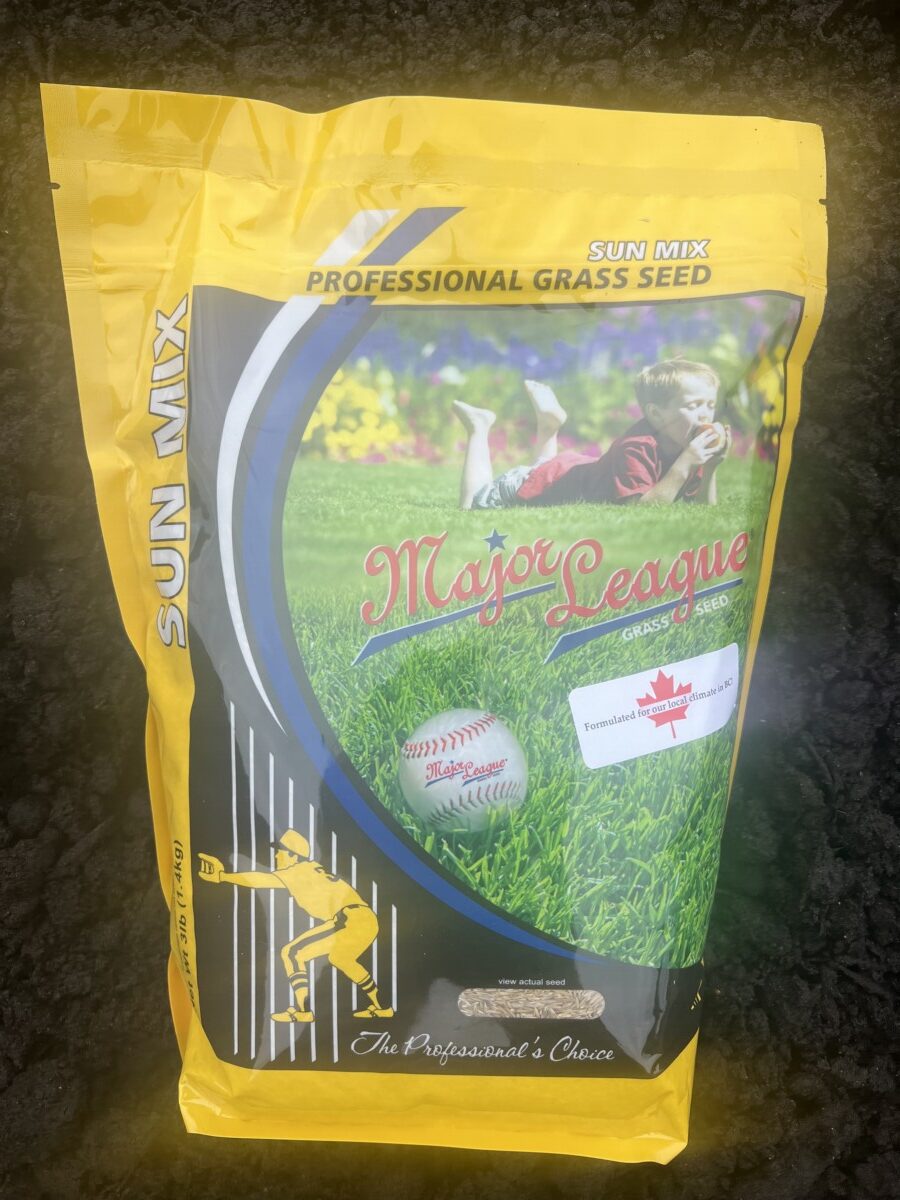 SUN MIX
PROFESSIONAL GRASS SEED
SUN MIX
Major League
GRASS SEED
Formulated for our local climate in BC!
Major League
wt 3lb (1.4kg)
view actual seed
The Professional's Choice